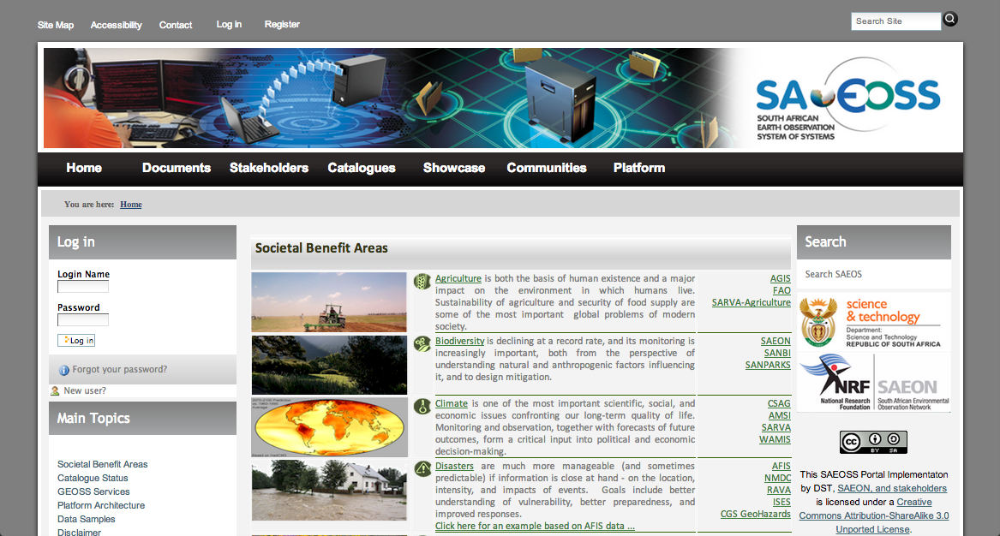 Site Map Accessibility Contact Log in Register
Search Site
SAEOSS
SOUTH AFRICAN
EARTH OBSERVATION
SYSTEM OF SYSTEMS
Home Documents Stakeholders Catalogues Showcase Communities Platform
You are here: Home
Log in
Login Name
Password
Log in
Forgot your password?
New user?
Main Topics
Societal Benefit Areas
Catalogue Status
GEOSS Services
Platform Architecture
Data Samples
Disclaimer
Societal Benefit Areas
Agriculture is both the basis of human existence and a major
impact on the environment in which humans live.
Sustainability of agriculture and security of food supply are
some of the most important global problems of modern
society.
AGIS
FAO
SARVA-Agriculture
Biodiversity is declining at a record rate, and its monitoring is
increasingly important, both from the perspective of
understanding natural and anthropogenic factors influencing
it, and to design mitigation.
SAEON
SANBI
SANPARKS
Climate is one of the most important scientific, social, and
economic issues confronting our long-term quality of life.
Monitoring and observation, together with forecasts of future
outcomes, form a critical input into political and economic
decision-making.
CSAG
AMSI
SARVA
WAMIS
Disasters are much more manageable (and sometimes
predictable) if information is close at hand - on the location,
intensity, and impacts of events. Goals include better
understanding of vulnerability, better preparedness, and
improved responses.
Click here for an example based on AFIS data ...
AFIS
NMDC
RAVA
ISES
CGS GeoHazards
Search
Search SAEOS
science
& technology
Department:
Science and Technology
REPUBLIC OF SOUTH AFRICA
NRF
National Research
Foundation
SAEON
South African Environmental
Observation Network
CC BY SA
This SAEOSS Portal Implementaton
by DST, SAEON, and stakeholders
is licensed under a Creative
Commons Attribution-ShareAlike 3.0
Unported License.